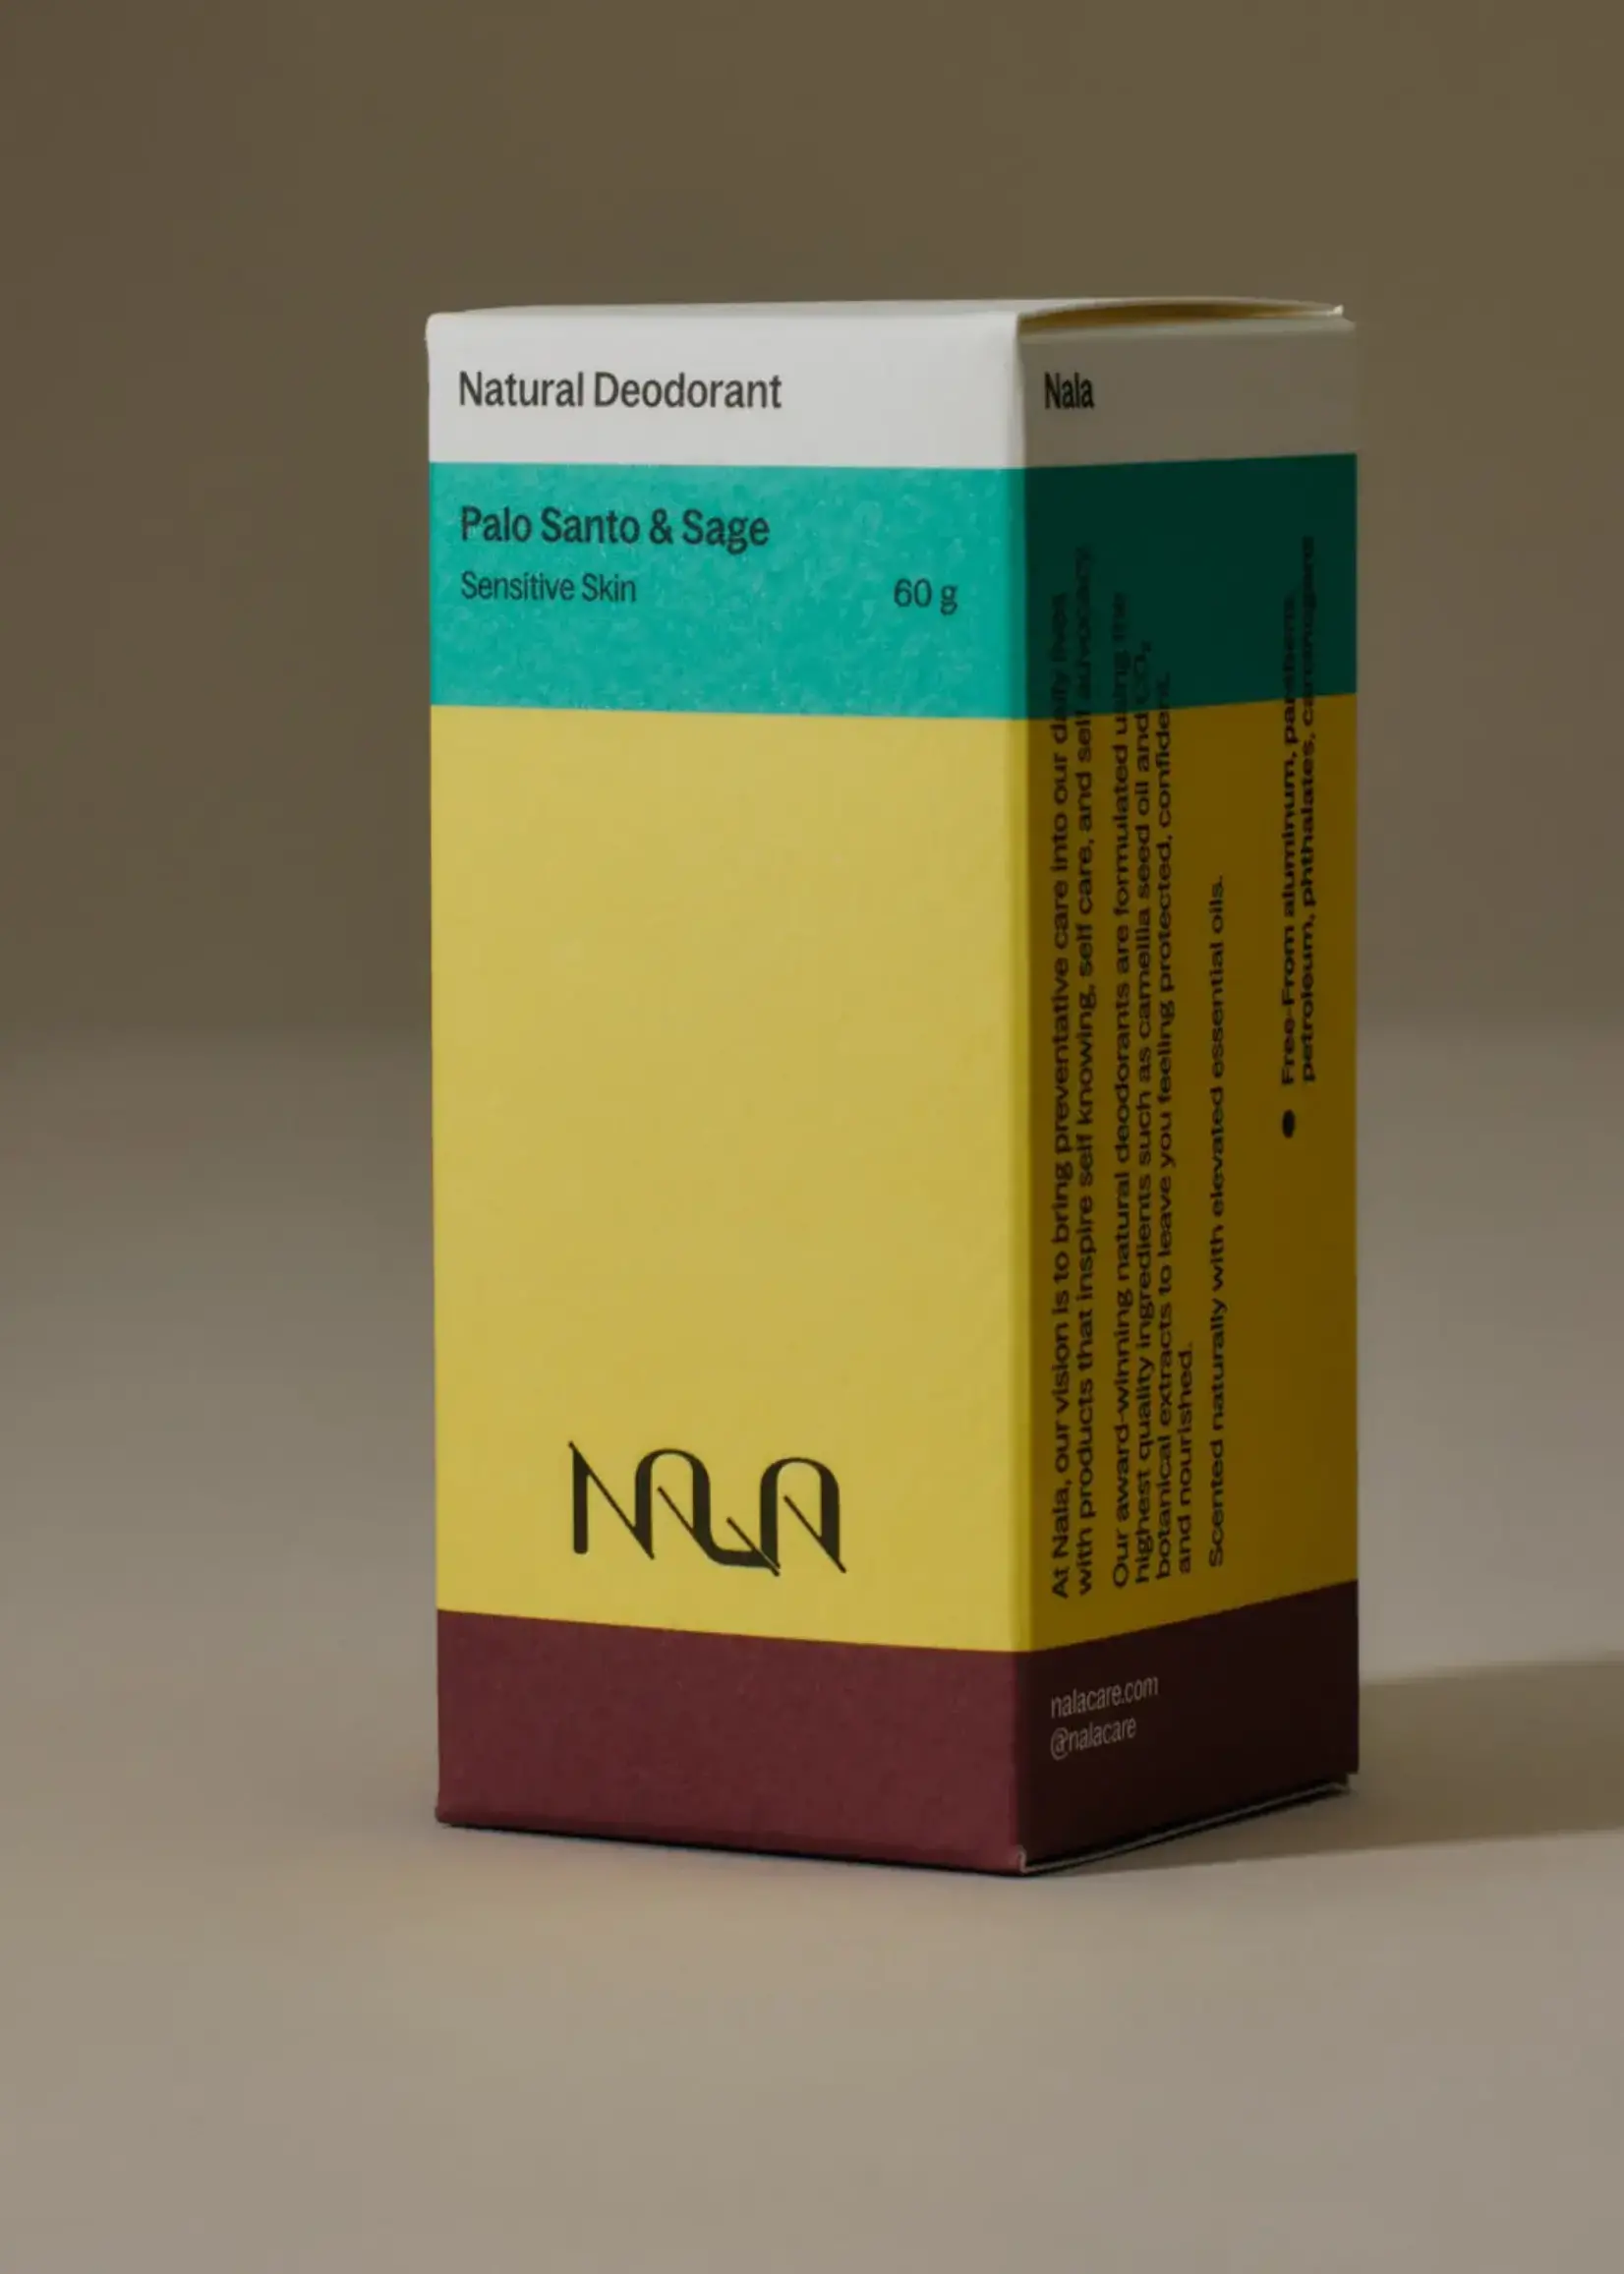 Natural Deodorant
Palo Santo & Sage
Sensitive Skin
60 g
NALA
Nala
At Nala, our vision is to bring preventative care into our daily lives
with products that inspire self knowing, self care, and self advocacy.
Our award-winning natural deodorants are formulated using the
highest quality ingredients such as camellia seed oil and CO₂
botanical extracts to leave you feeling protected, confident,
and nourished.
Scented naturally with elevated essential oils.
Free-From aluminum, parabens,
petroleum, phthalates,
nalacare.com
@nalacare